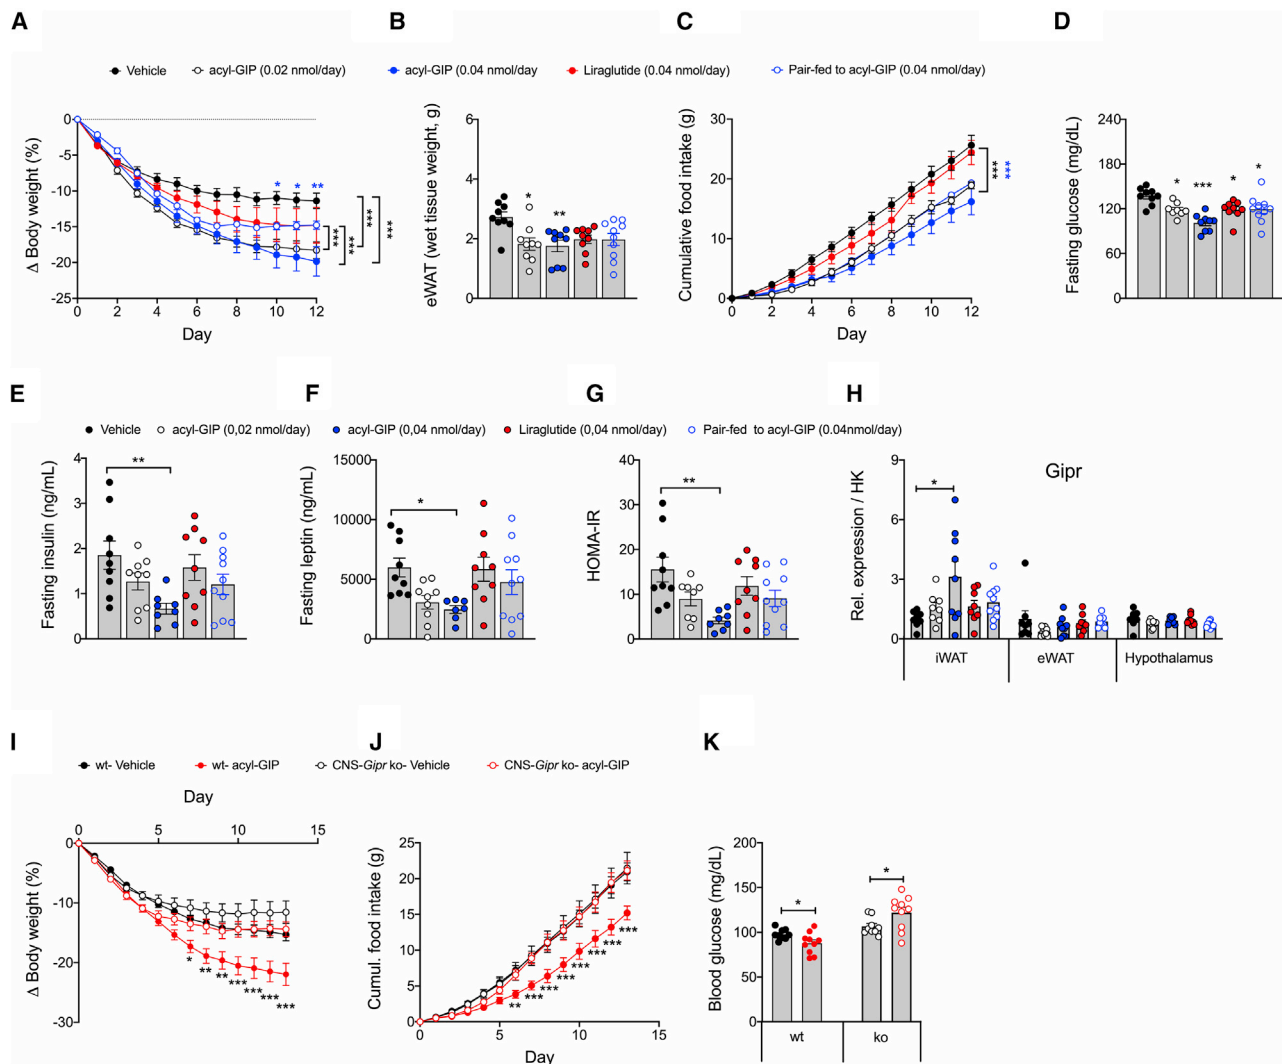 A B C D
Vehicle acyl-GIP (0.02 nmol/day) acyl-GIP (0.04 nmol/day Liraglutide (0.04 nmol/day) Pair-fed to acyl-GIP (0.04 nmol/day)
Δ Body weight (%)
0
-5
-10
-15
-20
-25
0 2 4 6 8 10 12
Day
* * **
*** *** *** ***
eWAT (wet tissue weight, g)
6
4
2
0
* **
Cumulative food intake (g)
30
20
10
0
0 2 4 6 8 10 12
Day
*** ***
Fasting glucose (mg/dL)
240
180
120
60
0
* *** * *
E F G H
Vehicle acyl-GIP (0,02 nmol/day) acyl-GIP (0,04 nmol/day) Liraglutide (0,04 nmol/day) Pair-fed to acyl-GIP (0.04nmol/day)
Fasting insulin (ng/mL)
4
3
2
1
0
**
Fasting leptin (ng/mL)
15000
10000
5000
0
*
HOMA-IR
40
30
20
10
0
**
Gipr
Rel. expression / HK
9
6
3
0
*
iWAT eWAT Hypothalamus
I J K
wt- Vehicle wt- acyl-GIP CNS-Gipr ko- Vehicle CNS-Gipr ko- acyl-GIP
Day
0 5 10 15
Δ Body weight (%)
0
-10
-20
-30
* ** ** *** *** *** ***
Cumul. food intake (g)
25
20
15
10
5
0
0 5 10 15
Day
** *** *** *** *** *** *** ***
Blood glucose (mg/dL)
200
150
100
50
0
* *
wt ko